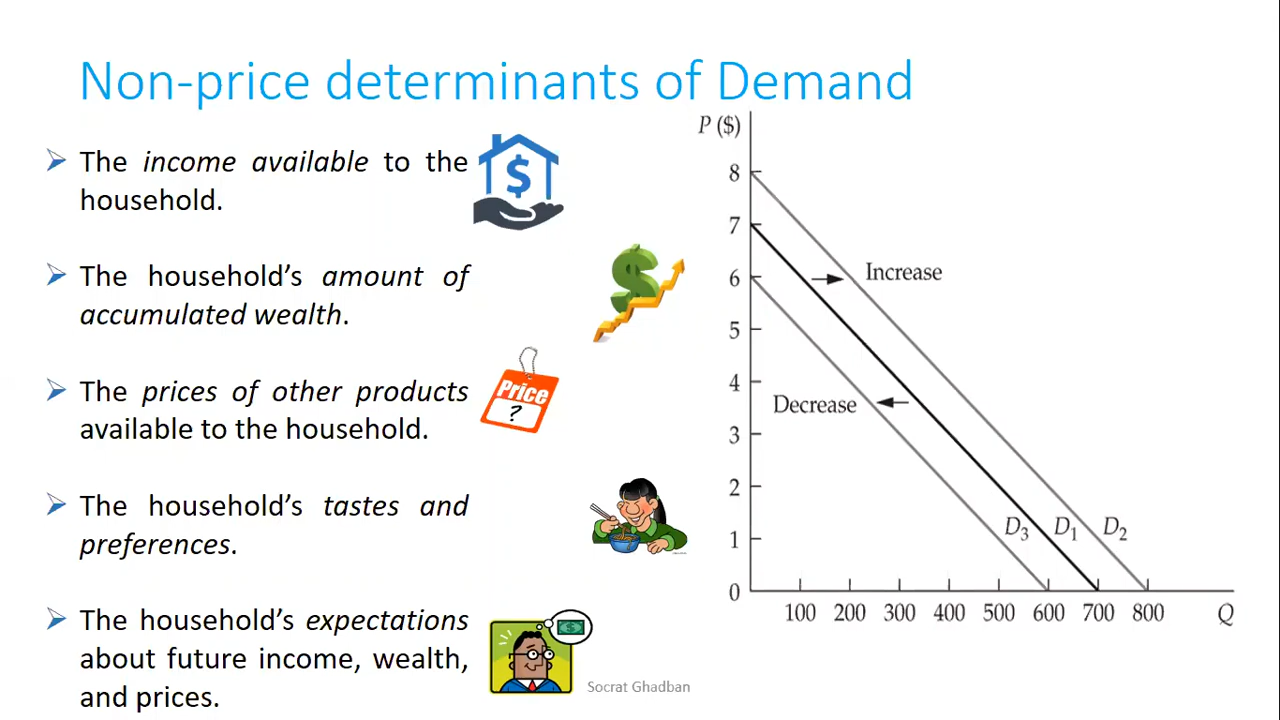 Non-price determinants of Demand
➢ The income available to the
household.
➢ The household’s amount of
accumulated wealth.
➢ The prices of other products
available to the household.
➢ The household’s tastes and
preferences.
➢ The household’s expectations
about future income, wealth,
and prices.
$
$
Price
?
$
Socrat Ghadban
P ($)
8
7
6
5
4
3
2
1
0
Increase
Decrease
D₃ D₁ D₂
100 200 300 400 500 600 700 800 Q